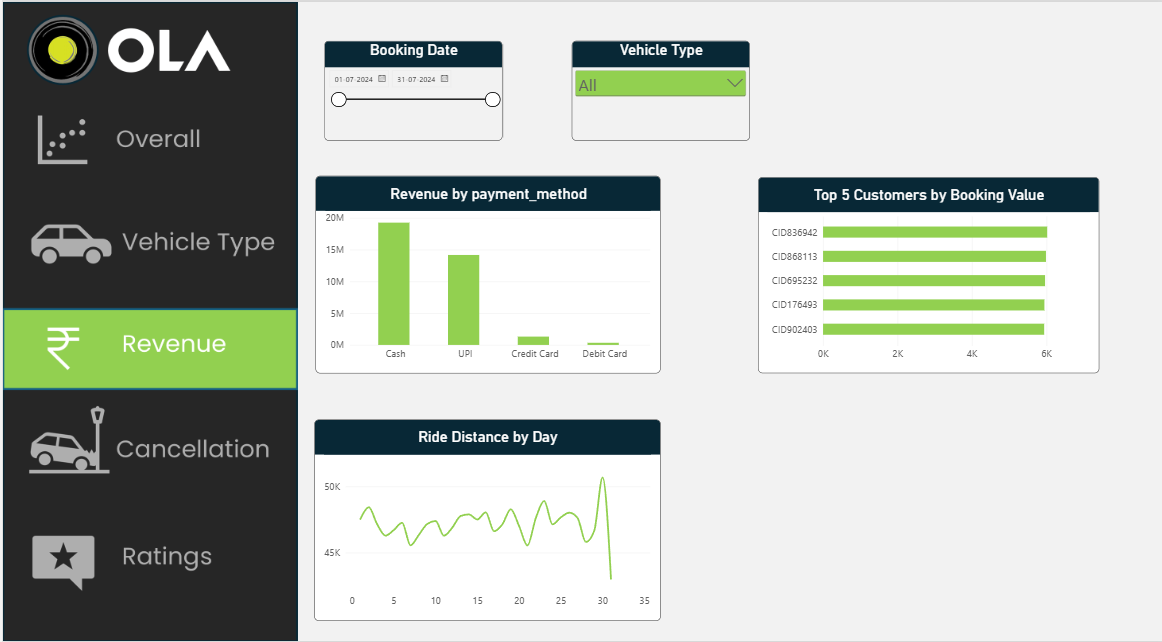 OLA
Overall
Vehicle Type
Revenue
Cancellation
Ratings
Booking Date
01-07-2024 31-07-2024
Vehicle Type
All
Revenue by payment_method
20M
15M
10M
5M
0M
Cash UPI Credit Card Debit Card
Top 5 Customers by Booking Value
CID836942
CID868113
CID695232
CID176493
CID902403
0K 2K 4K 6K
Ride Distance by Day
50K
45K
0 5 10 15 20 25 30 35